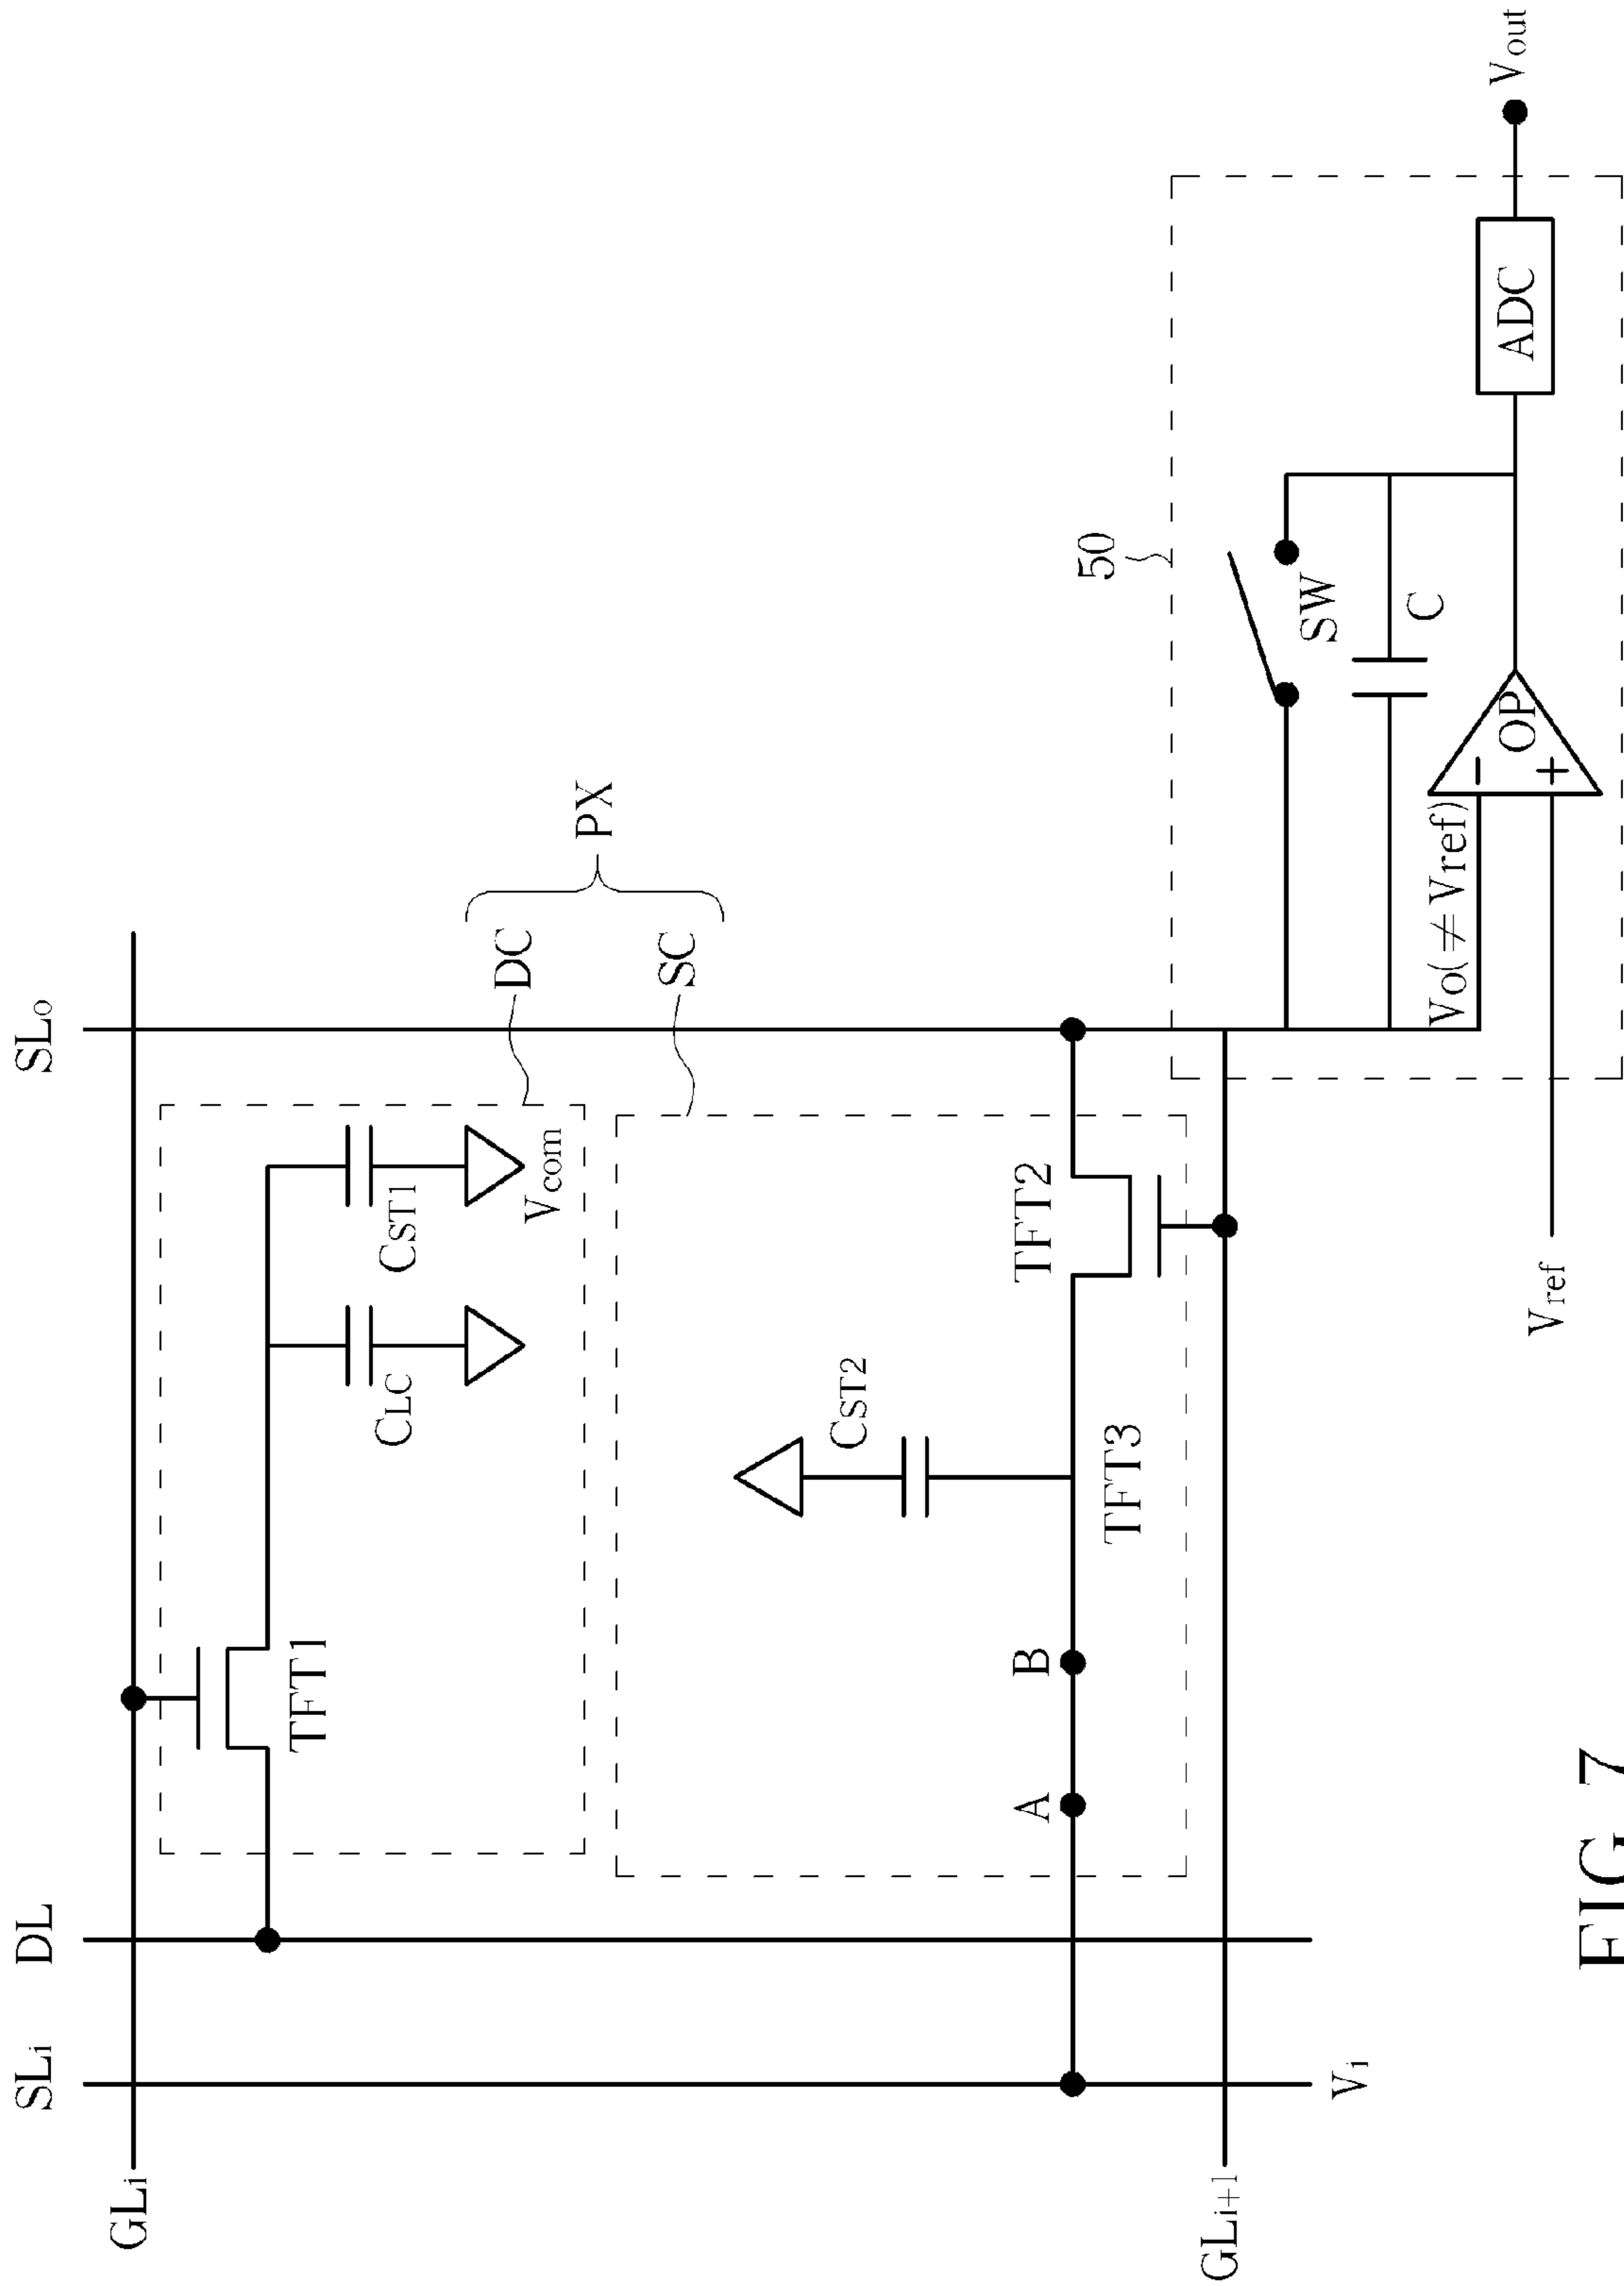 SLi DL SLo
GLi
TFT1
CLC
CST1
Vcom
DC
SC
PX
CST2
A B
TFT3
TFT2
GLi+1
Vi
50
SW
C
Vo(≠Vref)
−
+
OP
ADC
Vout
Vref
FIG 7